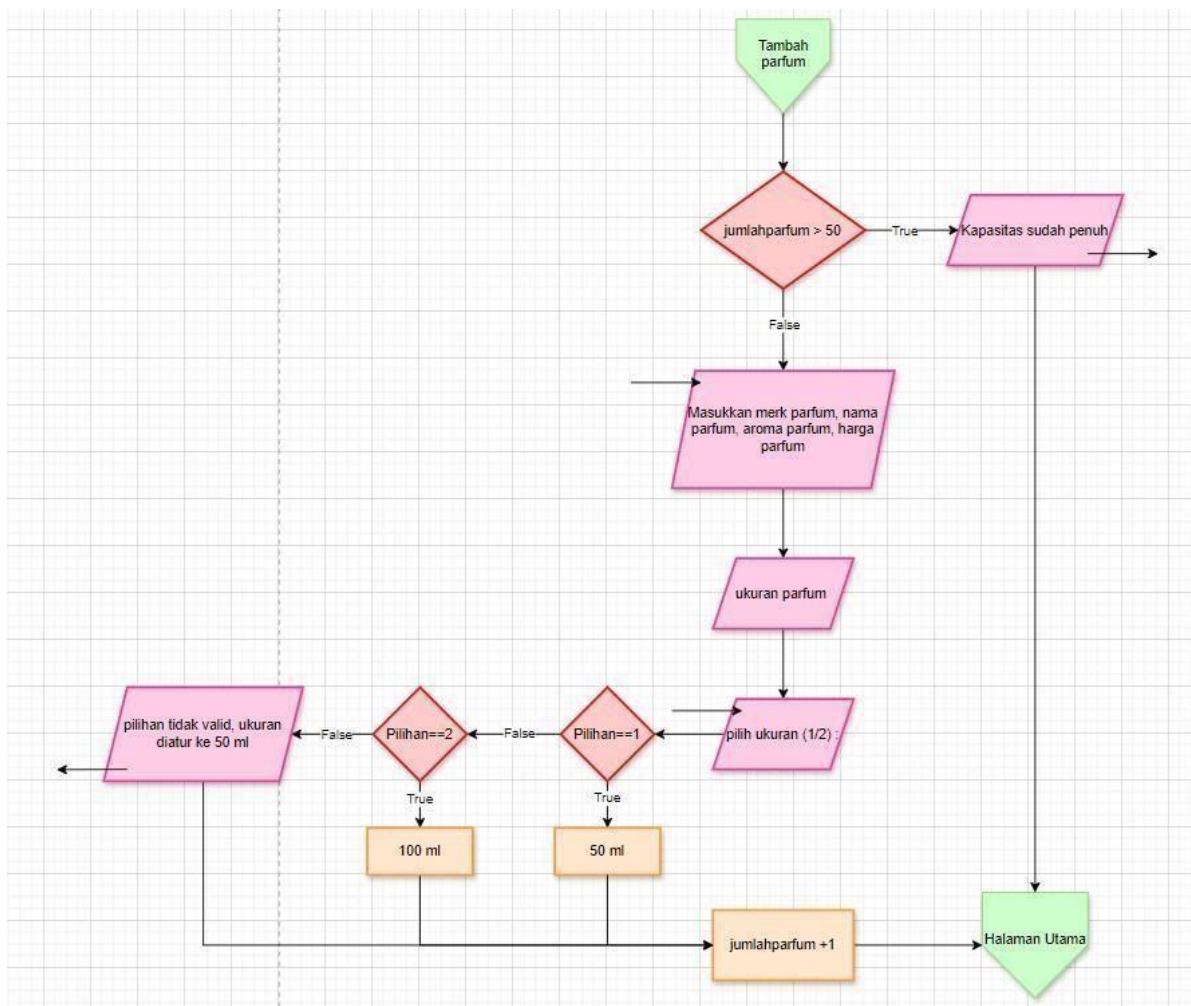 Tambah
parfum
jumlahparfum > 50
True
Kapasitas sudah penuh
False
Masukkan merk parfum, nama
parfum, aroma parfum, harga
parfum
ukuran parfum
pilih ukuran (1/2) :
Pilihan==1
False
Pilihan==2
False
pilihan tidak valid, ukuran
diatur ke 50 ml
True
True
100 ml
50 ml
jumlahparfum +1
Halaman Utama